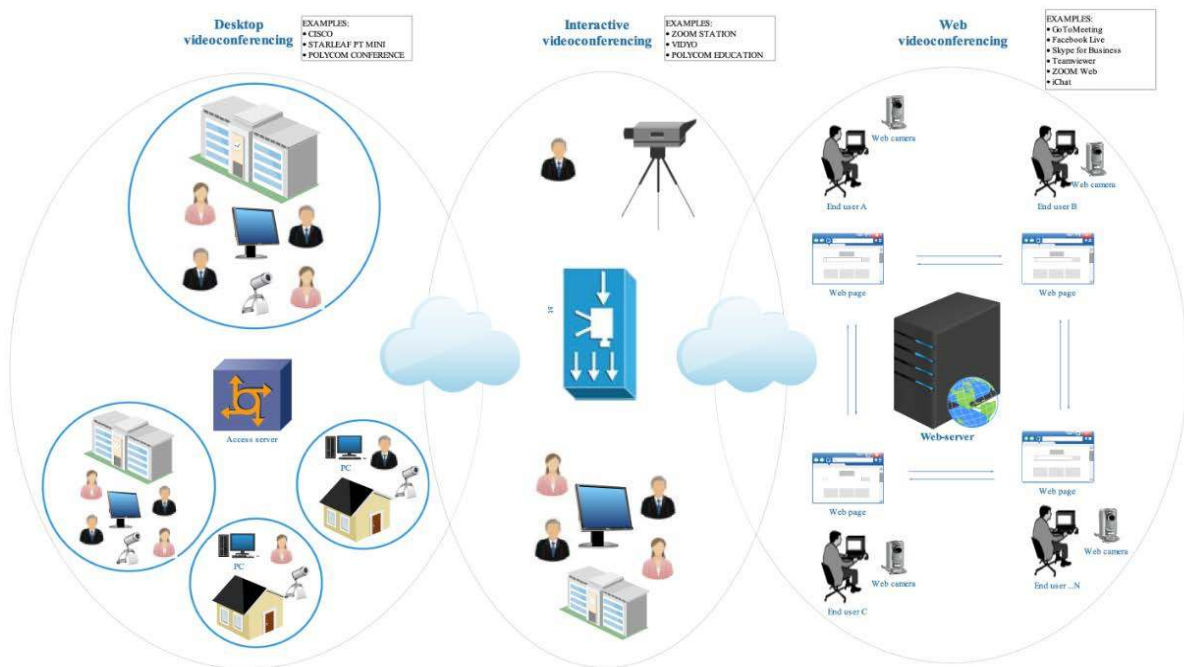 Desktop
videoconferencing
EXAMPLES:
• CISCO
• STARLEAF PT MINI
• POLYCOM CONFERENCE
Interactive
videoconferencing
EXAMPLES:
• ZOOM STATION
• VIDYO
• POLYCOM EDUCATION
Web
videoconferencing
EXAMPLES:
• GoToMeeting
• Facebook Live
• Skype for Business
• Teamviewer
• ZOOM Web
• iChat
Web camera
End user A
Web camera
End user B
Web page
Web page
st
Access server
PC
PC
Web-server
Web page
Web page
Web camera
End user C
Web camera
End user ..N